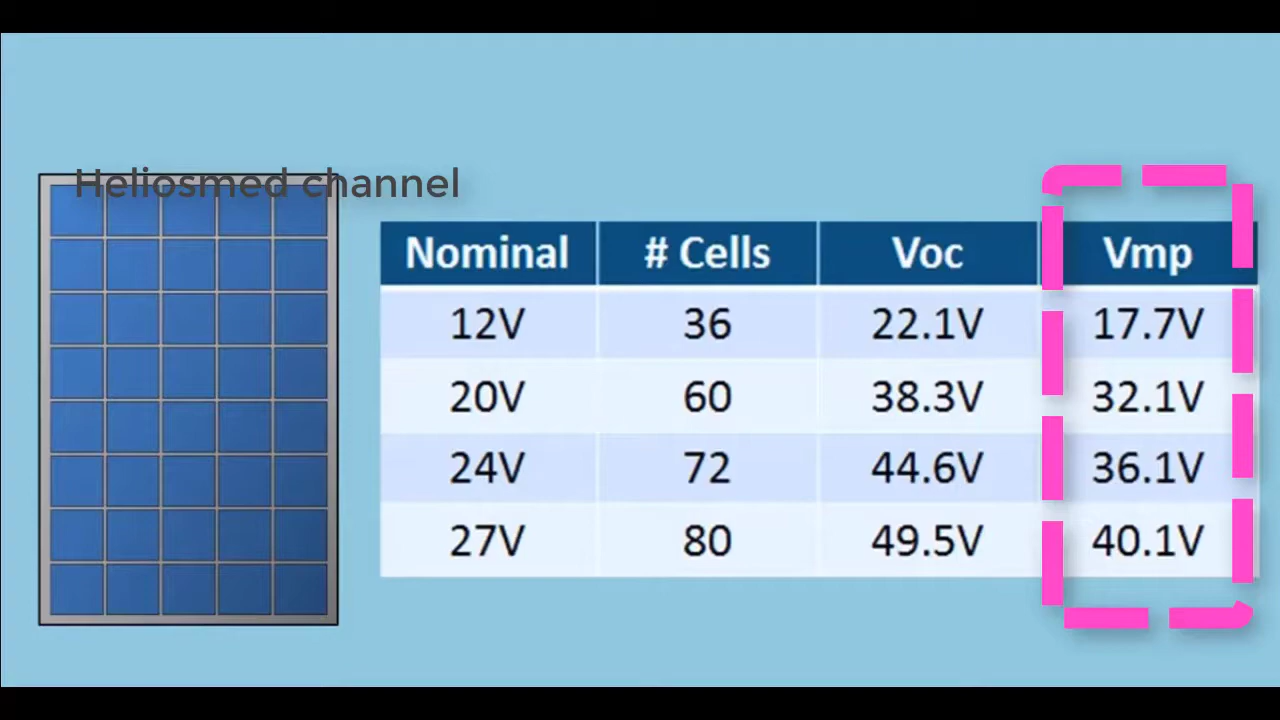 Heliosmed channel
Nominal # Cells Voc Vmp
12V 36 22.1V 17.7V
20V 60 38.3V 32.1V
24V 72 44.6V 36.1V
27V 80 49.5V 40.1V